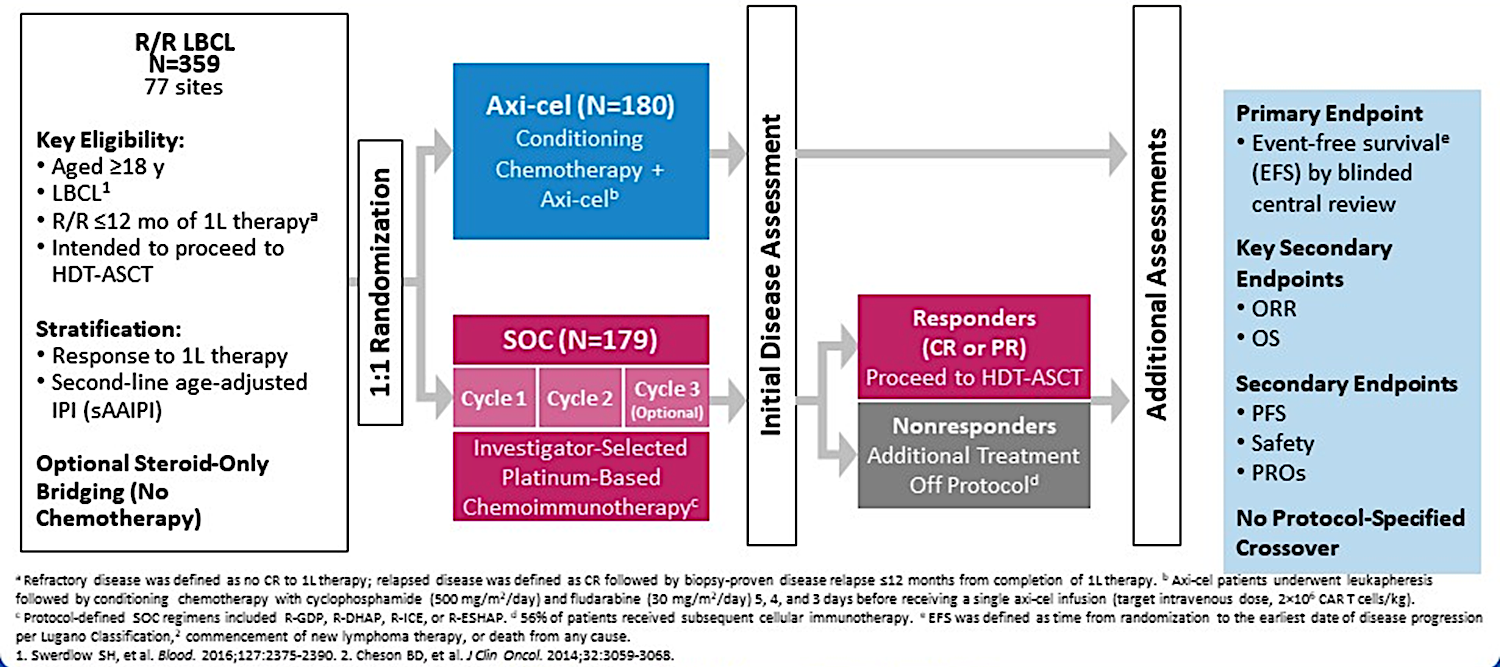 R/R LBCL
N=359
77 sites
Key Eligibility:
• Aged ≥18 y
• LBCL¹
• R/R ≤12 mo of 1L therapyᵃ
• Intended to proceed to
HDT-ASCT
Stratification:
• Response to 1L therapy
• Second-line age-adjusted
IPI (sAAIPI)
Optional Steroid-Only
Bridging (No
Chemotherapy)
1:1 Randomization
Axi-cel (N=180)
Conditioning
Chemotherapy +
Axi-celᵇ
SOC (N=179)
Cycle 1
Cycle 2
Cycle 3
(Optional)
Investigator-Selected
Platinum-Based
Chemoimmunotherapyᶜ
Initial Disease Assessment
Responders
(CR or PR)
Proceed to HDT-ASCT
Nonresponders
Additional Treatment
Off Protocolᵈ
Additional Assessments
Primary Endpoint
• Event-free survivalᵉ
(EFS) by blinded
central review
Key Secondary
Endpoints
• ORR
• OS
Secondary Endpoints
• PFS
• Safety
• PROs
No Protocol-Specified
Crossover
ᵃ Refractory disease was defined as no CR to 1L therapy; relapsed disease was defined as CR followed by biopsy-proven disease relapse ≤12 months from completion of 1L therapy. ᵇ Axi-cel patients underwent leukapheresis
followed by conditioning chemotherapy with cyclophosphamide (500 mg/m²/day) and fludarabine (30 mg/m²/day) 5, 4, and 3 days before receiving a single axi-cel infusion (target intravenous dose, 2×10⁶ CAR T cells/kg).
ᶜ Protocol-defined SOC regimens included R-GDP, R-DHAP, R-ICE, or R-ESHAP. ᵈ 56% of patients received subsequent cellular immunotherapy. ᵉ EFS was defined as time from randomization to the earliest date of disease progression
per Lugano Classification,² commencement of new lymphoma therapy, or death from any cause.
1. Swerdlow SH, et al. Blood. 2016;127:2375-2390. 2. Cheson BD, et al. J Clin Oncol. 2014;32:3059-3068.